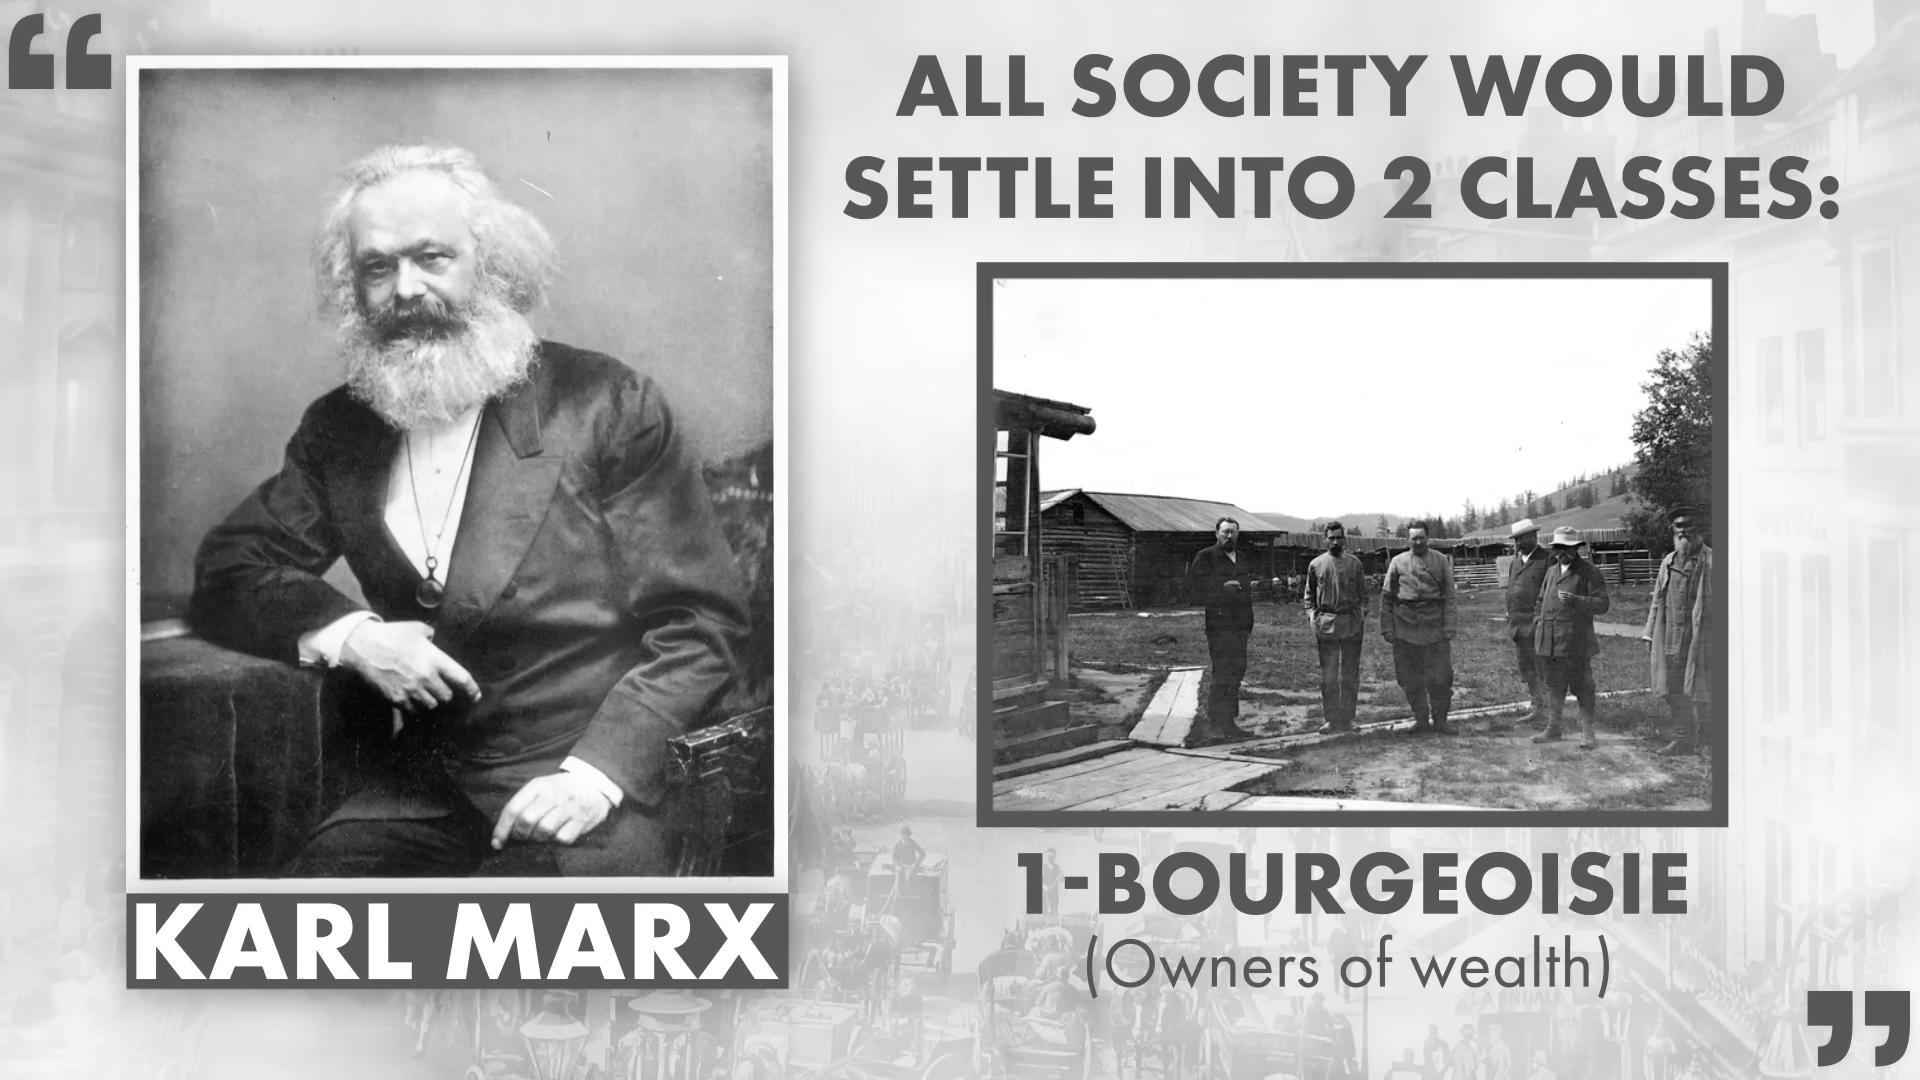 “
KARL MARX
ALL SOCIETY WOULD
SETTLE INTO 2 CLASSES:
1-BOURGEOISIE
(Owners of wealth)
”